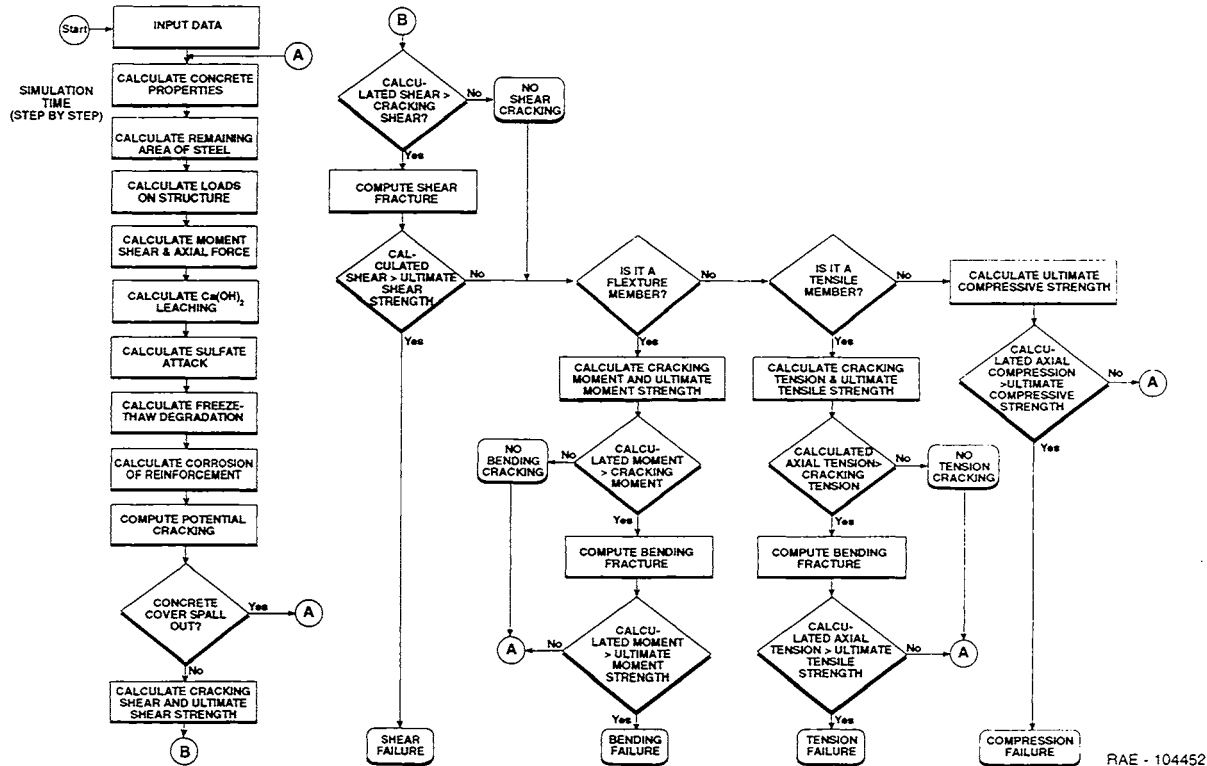 Start
INPUT DATA
A
SIMULATION
TIME
(STEP BY STEP)
CALCULATE CONCRETE
PROPERTIES
CALCULATE REMAINING
AREA OF STEEL
CALCULATE LOADS
ON STRUCTURE
CALCULATE MOMENT
SHEAR & AXIAL FORCE
CALCULATE Ca(OH)2
LEACHING
CALCULATE SULFATE
ATTACK
CALCULATE FREEZE-
THAW DEGRADATION
CALCULATE CORROSION
OF REINFORCEMENT
COMPUTE POTENTIAL
CRACKING
CONCRETE
COVER SPALL
OUT?
Yes
A
No
CALCULATE CRACKING
SHEAR AND ULTIMATE
SHEAR STRENGTH
B
B
CALCU-
LATED SHEAR >
CRACKING
SHEAR?
No
NO
SHEAR
CRACKING
Yes
COMPUTE SHEAR
FRACTURE
CAL-
CULATED
SHEAR > ULTIMATE
SHEAR
STRENGTH
No
Yes
SHEAR
FAILURE
IS IT A
FLEXTURE
MEMBER?
No
Yes
CALCULATE CRACKING
MOMENT AND ULTIMATE
MOMENT STRENGTH
CALCU-
LATED MOMENT
> CRACKING
MOMENT
No
NO
BENDING
CRACKING
Yes
COMPUTE BENDING
FRACTURE
CALCU-
LATED MOMENT
> ULTIMATE
MOMENT
STRENGTH
No
A
Yes
BENDING
FAILURE
IS IT A
TENSILE
MEMBER?
No
Yes
CALCULATE CRACKING
TENSION & ULTIMATE
TENSILE STRENGTH
CALCULATED
AXIAL TENSION>
CRACKING
TENSION
No
NO
TENSION
CRACKING
Yes
COMPUTE BENDING
FRACTURE
CALCU-
LATED AXIAL
TENSION > ULTIMATE
TENSILE
STRENGTH
No
A
Yes
TENSION
FAILURE
CALCULATE ULTIMATE
COMPRESSIVE STRENGTH
CALCU-
LATED AXIAL
COMPRESSION
>ULTIMATE
COMPRESSIVE
STRENGTH
No
A
Yes
COMPRESSION
FAILURE
RAE - 104452